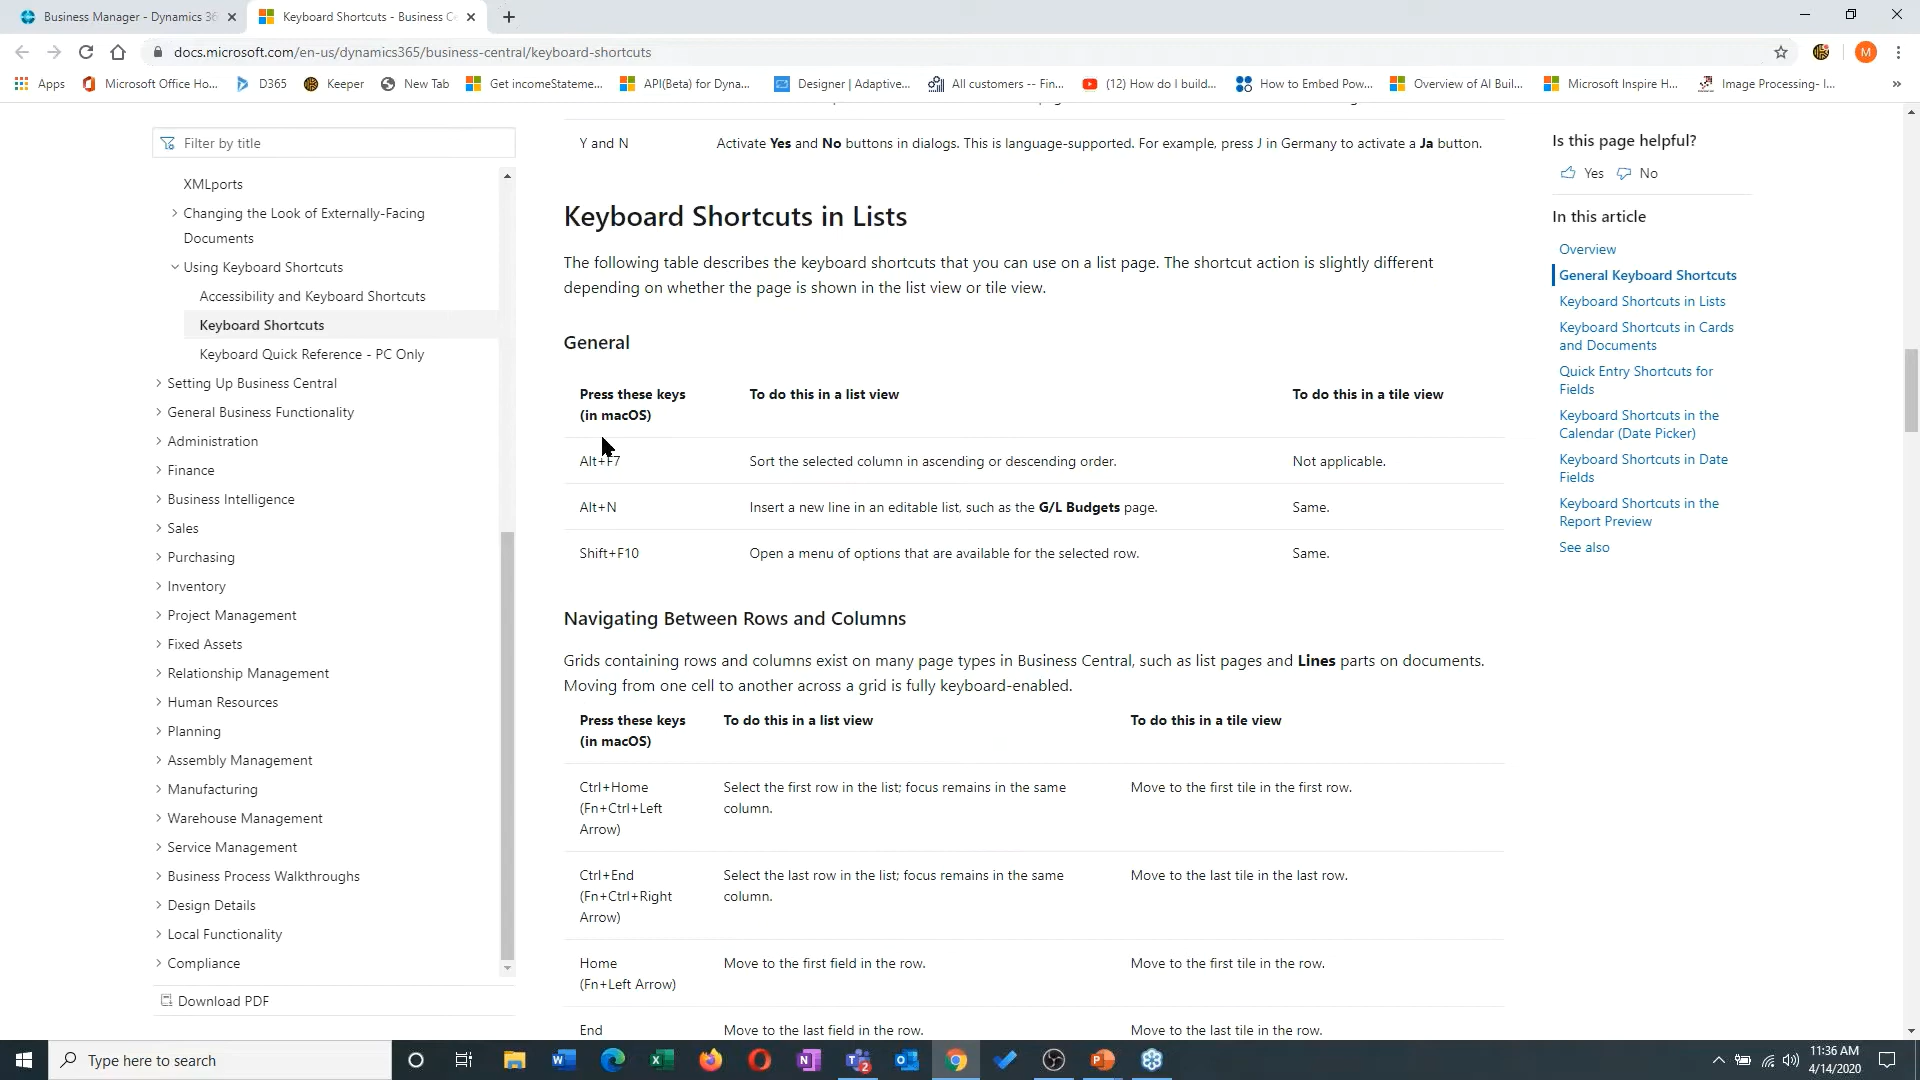 Business Manager - Dynamics 36
Keyboard Shortcuts - Business Ce
docs.microsoft.com/en-us/dynamics365/business-central/keyboard-shortcuts
M
Apps
Microsoft Office Ho...
D365
Keeper
New Tab
Get incomeStateme...
API(Beta) for Dyna...
Designer | Adaptive...
All customers -- Fin...
(12) How do I build...
How to Embed Pow...
Overview of AI Buil...
Microsoft Inspire H...
Image Processing- I...
»
Filter by title
XMLports
Changing the Look of Externally-Facing
Documents
Using Keyboard Shortcuts
Accessibility and Keyboard Shortcuts
Keyboard Shortcuts
Keyboard Quick Reference - PC Only
Setting Up Business Central
General Business Functionality
Administration
Finance
Business Intelligence
Sales
Purchasing
Inventory
Project Management
Fixed Assets
Relationship Management
Human Resources
Planning
Assembly Management
Manufacturing
Warehouse Management
Service Management
Business Process Walkthroughs
Design Details
Local Functionality
Compliance
Download PDF
Y and N
Activate Yes and No buttons in dialogs. This is language-supported. For example, press J in Germany to activate a Ja button.
Keyboard Shortcuts in Lists
The following table describes the keyboard shortcuts that you can use on a list page. The shortcut action is slightly different
depending on whether the page is shown in the list view or tile view.
General
Press these keys
(in macOS)
To do this in a list view
To do this in a tile view
Alt+F7
Sort the selected column in ascending or descending order.
Not applicable.
Alt+N
Insert a new line in an editable list, such as the G/L Budgets page.
Same.
Shift+F10
Open a menu of options that are available for the selected row.
Same.
Navigating Between Rows and Columns
Grids containing rows and columns exist on many page types in Business Central, such as list pages and Lines parts on documents.
Moving from one cell to another across a grid is fully keyboard-enabled.
Press these keys
(in macOS)
To do this in a list view
To do this in a tile view
Ctrl+Home
(Fn+Ctrl+Left
Arrow)
Select the first row in the list; focus remains in the same
column.
Move to the first tile in the first row.
Ctrl+End
(Fn+Ctrl+Right
Arrow)
Select the last row in the list; focus remains in the same
column.
Move to the last tile in the last row.
Home
(Fn+Left Arrow)
Move to the first field in the row.
Move to the first tile in the row.
End
Move to the last field in the row.
Move to the last tile in the row.
Is this page helpful?
Yes
No
In this article
Overview
General Keyboard Shortcuts
Keyboard Shortcuts in Lists
Keyboard Shortcuts in Cards
and Documents
Quick Entry Shortcuts for
Fields
Keyboard Shortcuts in the
Calendar (Date Picker)
Keyboard Shortcuts in Date
Fields
Keyboard Shortcuts in the
Report Preview
See also
Type here to search
11:36 AM
4/14/2020